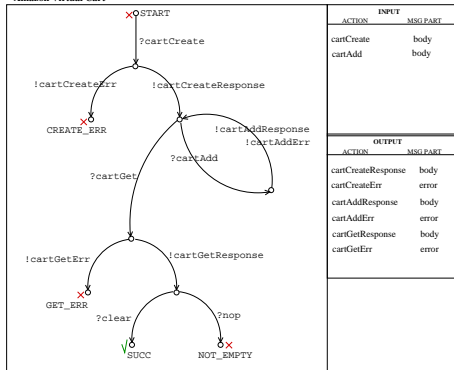 Amazon Virtual Cart
START
?cartCreate
!cartCreateErr
!cartCreateResponse
CREATE_ERR
!cartAddResponse
!cartAddErr
?cartAdd
?cartGet
!cartGetErr
!cartGetResponse
GET_ERR
?clear
?nop
SUCC
NOT_EMPTY
INPUT
ACTION MSG PART
cartCreate body
cartAdd body
OUTPUT
ACTION MSG PART
cartCreateResponse body
cartCreateErr error
cartAddResponse body
cartAddErr error
cartGetResponse body
cartGetErr error